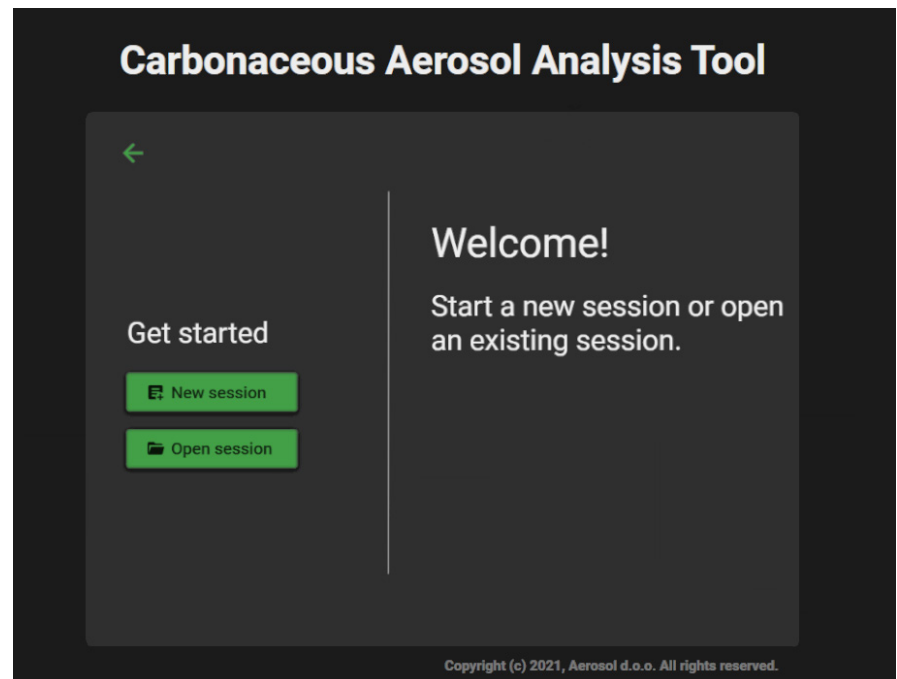 Carbonaceous Aerosol Analysis Tool
Get started
New session
Open session
Welcome!
Start a new session or open
an existing session.
Copyright (c) 2021, Aerosol d.o.o. All rights reserved.